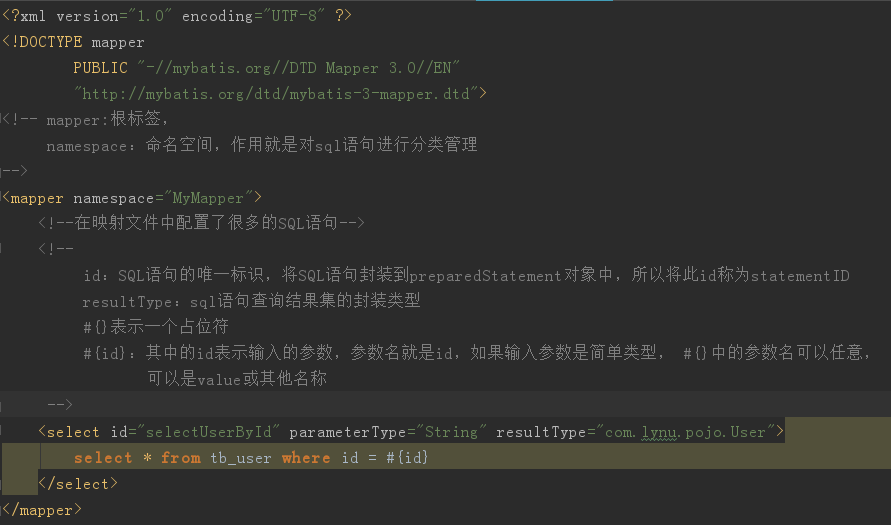 <?xml version="1.0" encoding="UTF-8" ?>
<!DOCTYPE mapper
PUBLIC "-//mybatis.org//DTD Mapper 3.0//EN"
"http://mybatis.org/dtd/mybatis-3-mapper.dtd">
<!-- mapper:根标签,
namespace：命名空间，作用就是对sql语句进行分类管理
-->
<mapper namespace="MyMapper">
<!--在映射文件中配置了很多的SQL语句-->
<!--
id：SQL语句的唯一标识，将SQL语句封装到preparedStatement对象中，所以将此id称为statementID
resultType：sql语句查询结果集的封装类型
#{}表示一个占位符
#{id}：其中的id表示输入的参数，参数名就是id，如果输入参数是简单类型， #{}中的参数名可以任意，
可以是value或其他名称
-->
<select id="selectUserById" parameterType="String" resultType="com.lynu.pojo.User">
select * from tb_user where id = #{id}
</select>
</mapper>